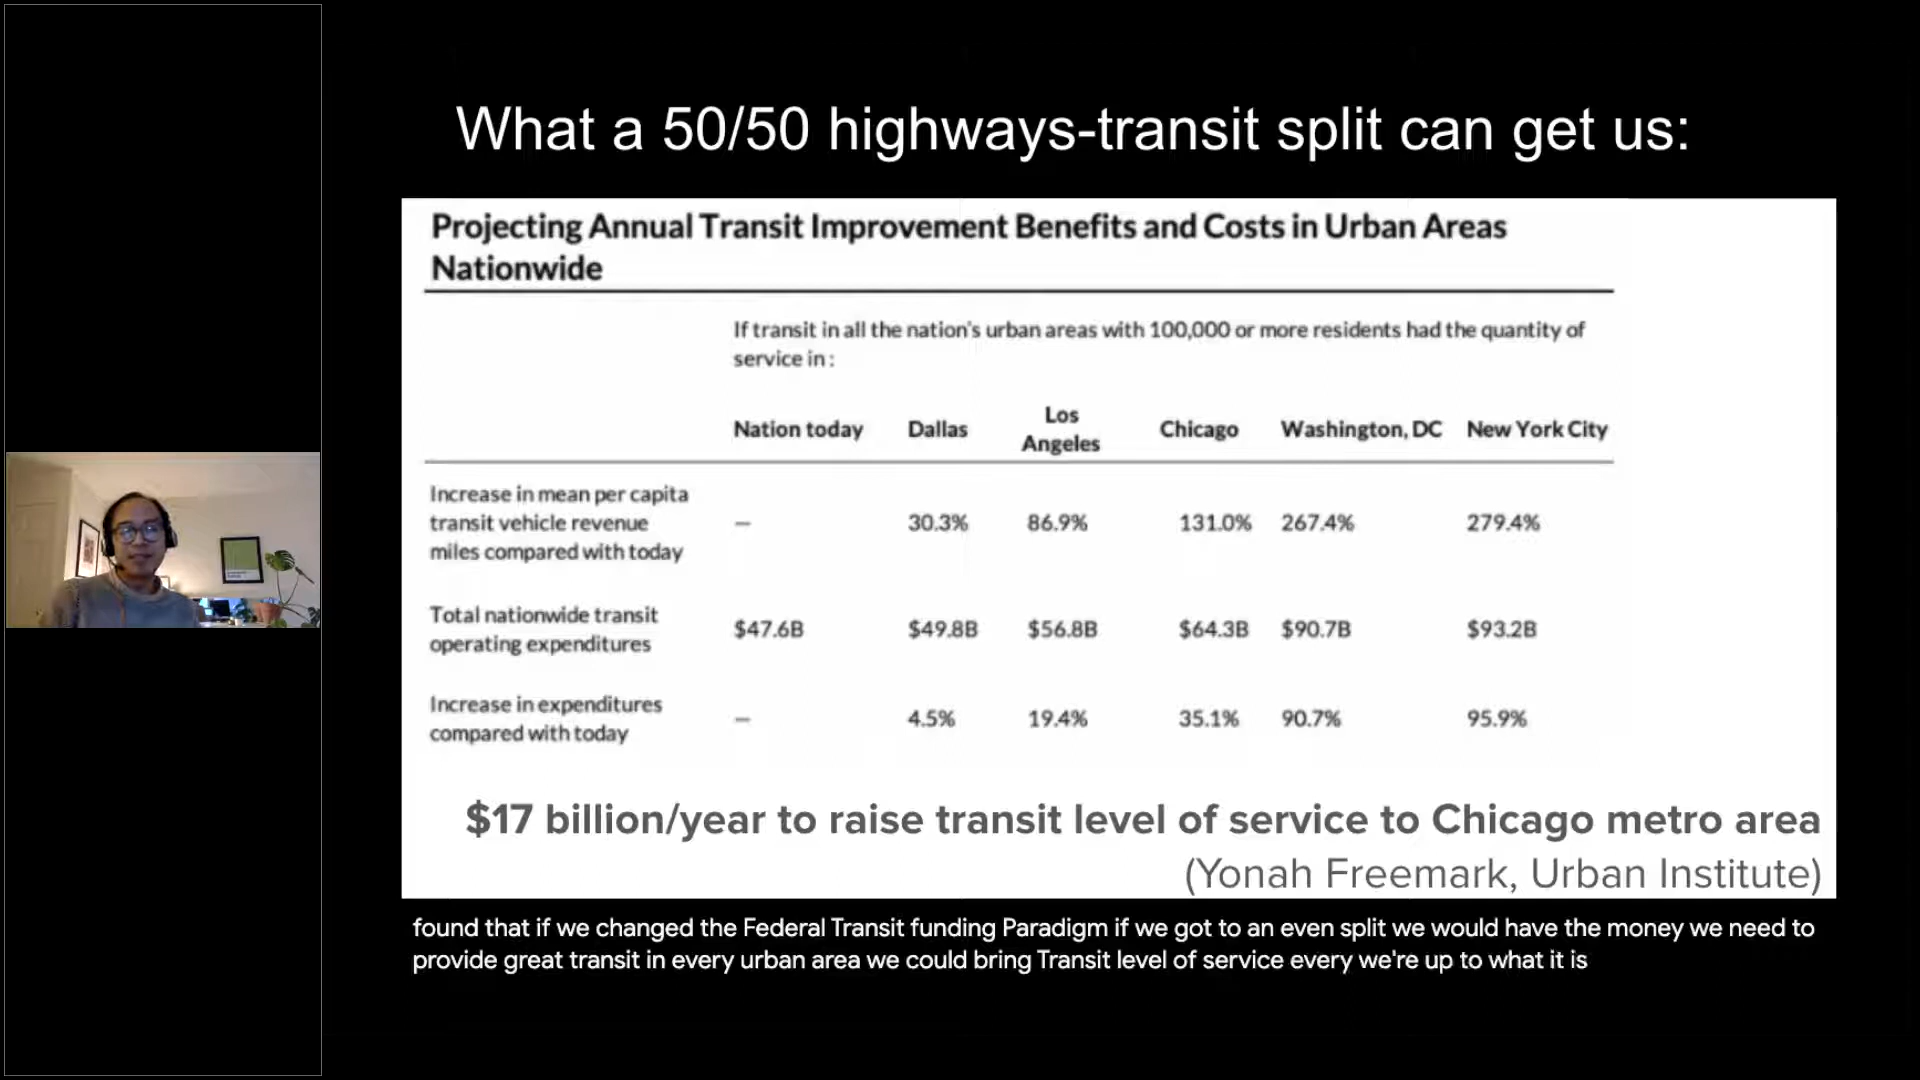 What a 50/50 highways-transit split can get us:
Projecting Annual Transit Improvement Benefits and Costs in Urban Areas
Nationwide
If transit in all the nation's urban areas with 100,000 or more residents had the quantity of
service in:
Nation today Dallas Los Angeles Chicago Washington, DC New York City
Increase in mean per capita
transit vehicle revenue
miles compared with today
— 30.3% 86.9% 131.0% 267.4% 279.4%
Total nationwide transit
operating expenditures
$47.6B $49.8B $56.8B $64.3B $90.7B $93.2B
Increase in expenditures
compared with today
— 4.5% 19.4% 35.1% 90.7% 95.9%
$17 billion/year to raise transit level of service to Chicago metro area
(Yonah Freemark, Urban Institute)
found that if we changed the Federal Transit funding Paradigm if we got to an even split we would have the money we need to
provide great transit in every urban area we could bring Transit level of service every we're up to what it is